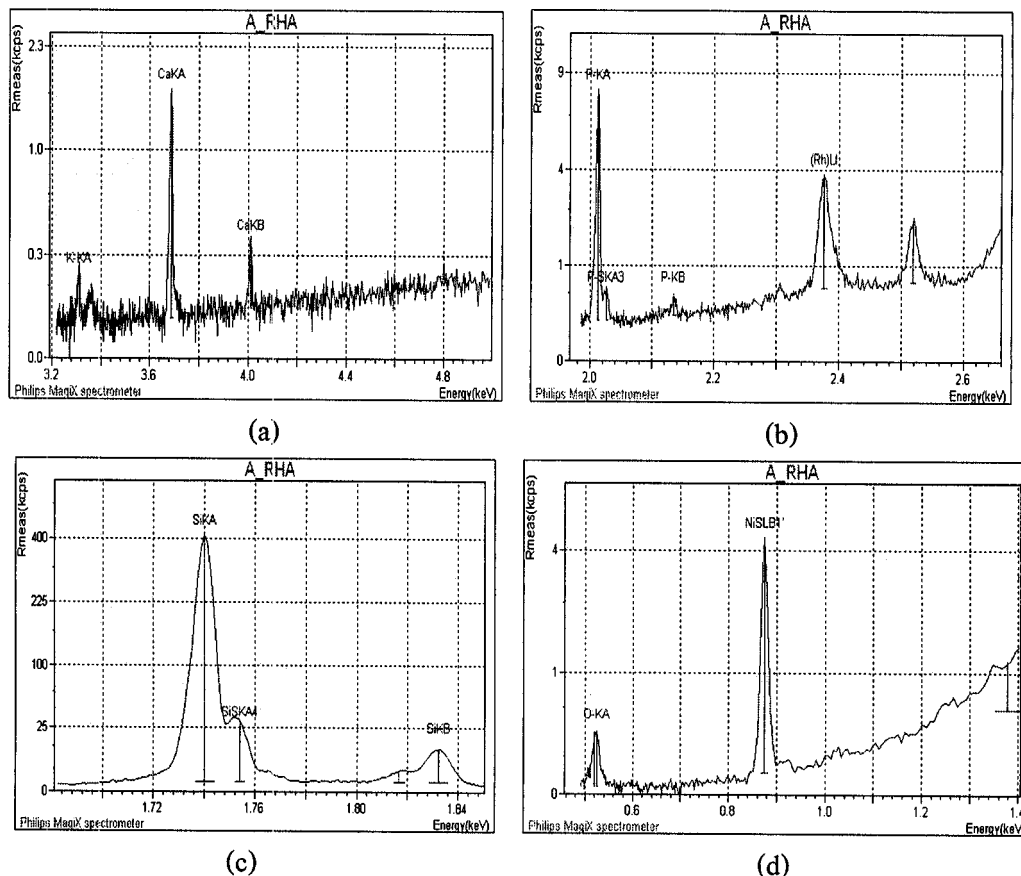 A_RHA
Rmeas(kcps)
2.3
1.0
0.3
0.0
CaKA
CaKB
K-KA
3.2 3.6 4.0 4.4 4.8
Philips MagiX spectrometer Energy(keV)
(a)
A_RHA
Rmeas(kcps)
9
4
1
0
P-KA
(Rh)Ll
P-SKA3 P-KB
2.0 2.2 2.4 2.6
Philips MagiX spectrometer Energy(keV)
(b)
A_RHA
Rmeas(kcps)
400
225
100
25
0
SiKA
SiSKA4
SiKB
1.72 1.76 1.80 1.84
Philips MagiX spectrometer Energy(keV)
(c)
A_RHA
Rmeas(kcps)
4
1
0
NiSLB1'
O-KA
0.6 0.8 1.0 1.2 1.4
Philips MagiX spectrometer Energy(keV)
(d)